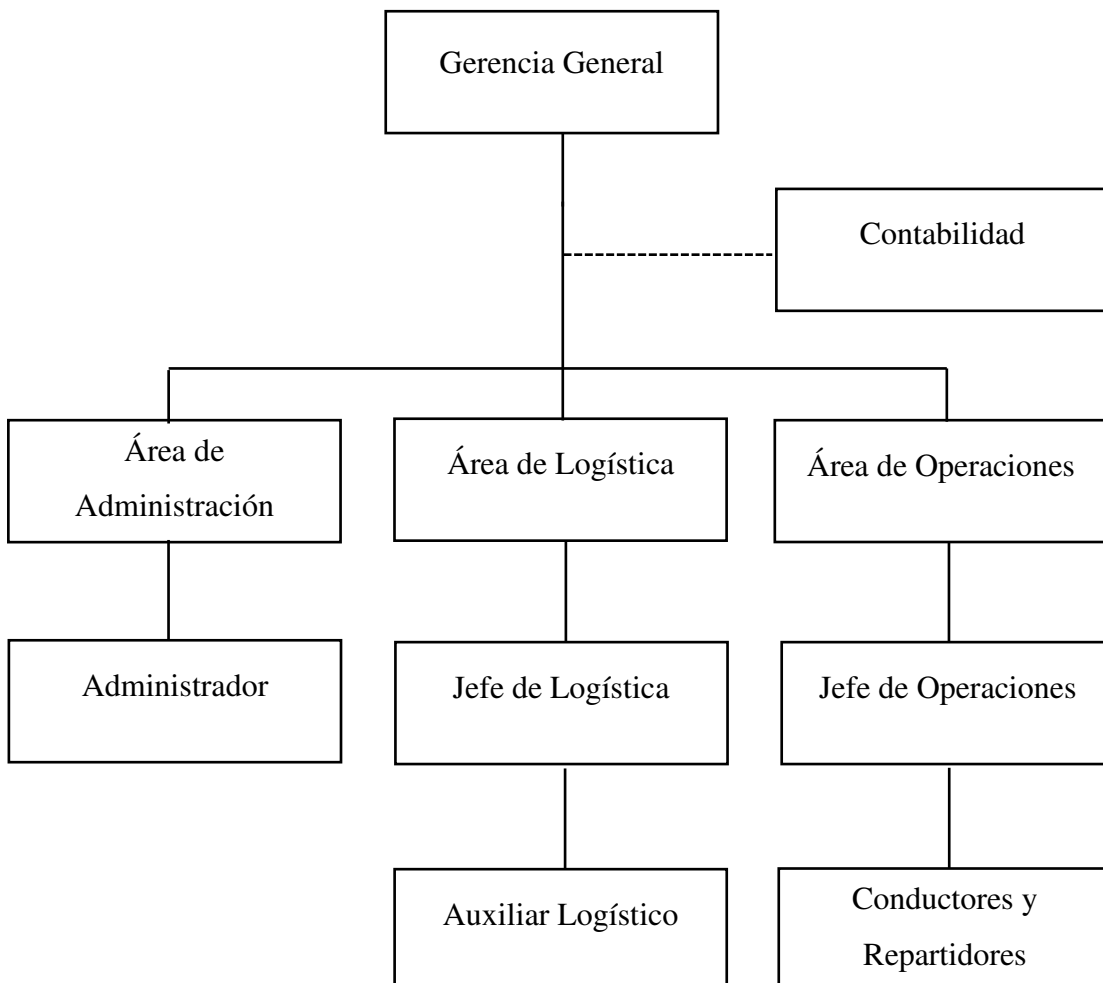 Gerencia General
Contabilidad
Área de
Administración
Área de Logística
Área de Operaciones
Administrador
Jefe de Logística
Jefe de Operaciones
Auxiliar Logístico
Conductores y
Repartidores